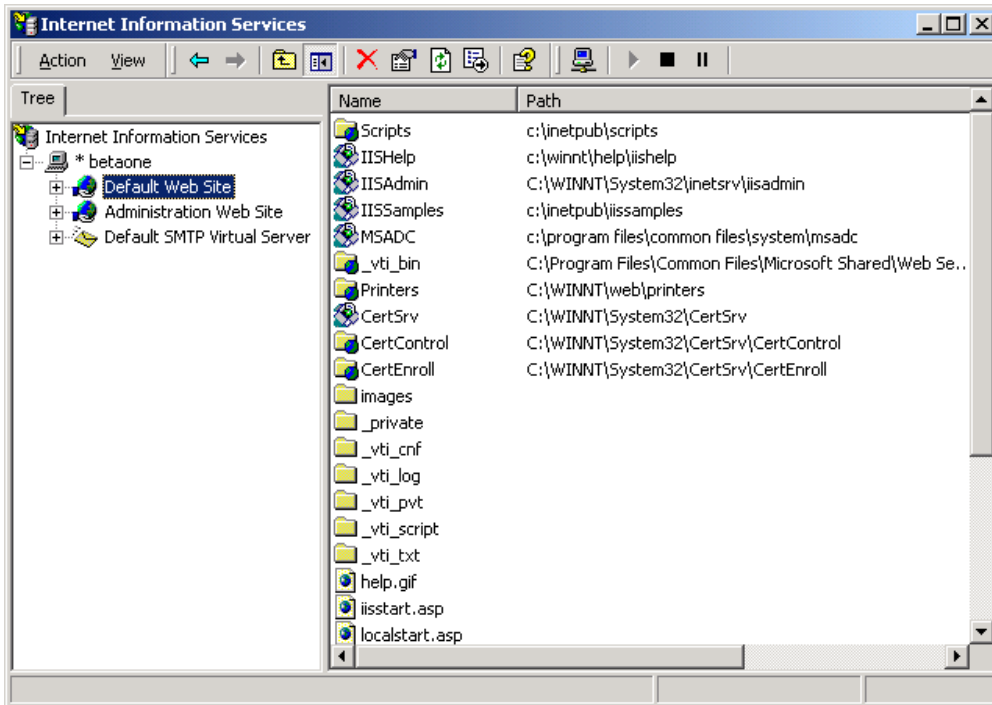 Internet Information Services
Action View
Tree
Name Path
Internet Information Services
* betaone
Default Web Site
Administration Web Site
Default SMTP Virtual Server
Scripts c:\inetpub\scripts
IISHelp c:\winnt\help\iishelp
IISAdmin C:\WINNT\System32\inetsrv\iisadmin
IISSamples c:\inetpub\iissamples
MSADC c:\program files\common files\system\msadc
_vti_bin C:\Program Files\Common Files\Microsoft Shared\Web Se..
Printers C:\WINNT\web\printers
CertSrv C:\WINNT\System32\CertSrv
CertControl C:\WINNT\System32\CertSrv\CertControl
CertEnroll C:\WINNT\System32\CertSrv\CertEnroll
images
_private
_vti_cnf
_vti_log
_vti_pvt
_vti_script
_vti_txt
help.gif
iisstart.asp
localstart.asp